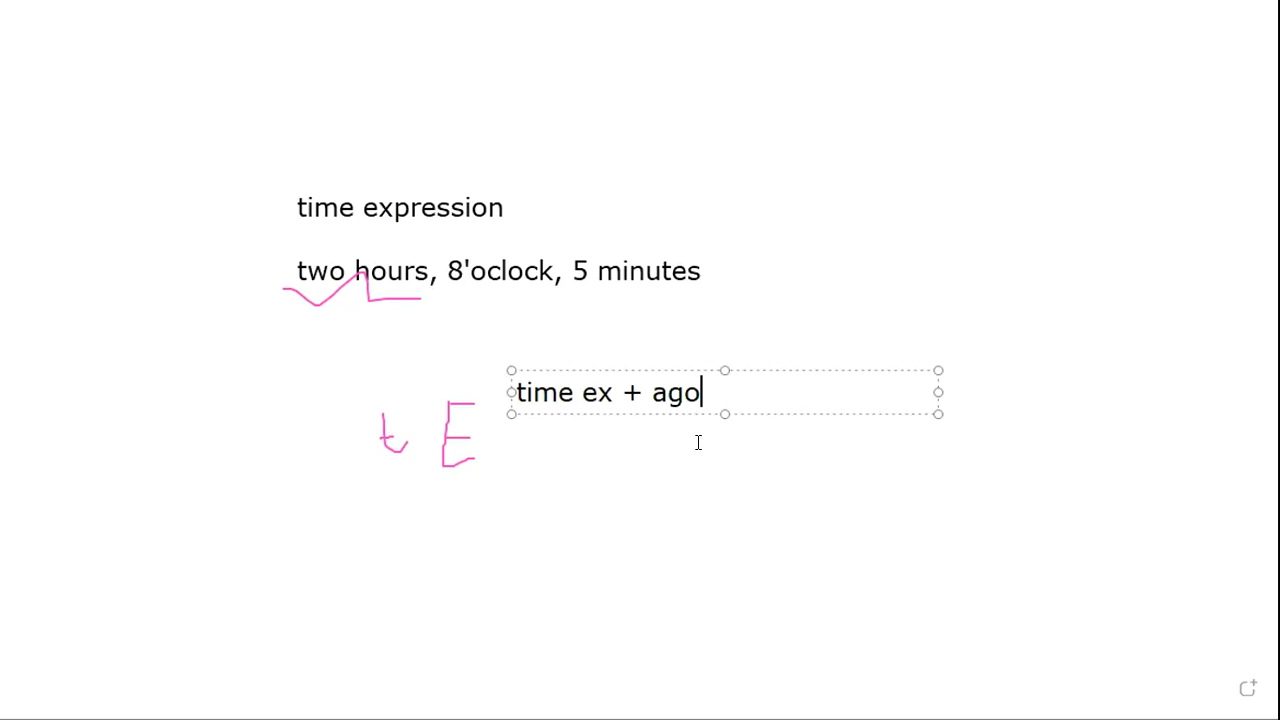 time expression
two hours, 8'oclock, 5 minutes
time ex + ago
t E